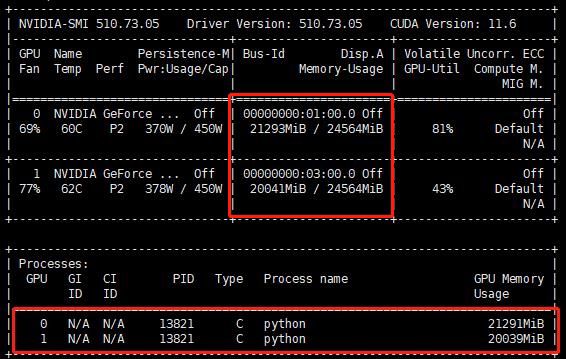 NVIDIA-SMI 510.73.05    Driver Version: 510.73.05    CUDA Version: 11.6
GPU  Name        Persistence-M| Bus-Id        Disp.A | Volatile Uncorr. ECC
Fan  Temp  Perf  Pwr:Usage/Cap|         Memory-Usage | GPU-Util  Compute M.
MIG M.
0  NVIDIA GeForce ...  Off | 00000000:01:00.0 Off | Off
69%   60C    P2   370W / 450W | 21293MiB / 24564MiB | 81%      Default
N/A
1  NVIDIA GeForce ...  Off | 00000000:03:00.0 Off | Off
77%   62C    P2   378W / 450W | 20041MiB / 24564MiB | 43%      Default
N/A
Processes:
GPU   GI   CI        PID   Type   Process name                  GPU Memory
ID   ID                                                   Usage
0   N/A  N/A     13821      C   python                          21291MiB
1   N/A  N/A     13821      C   python                          20039MiB